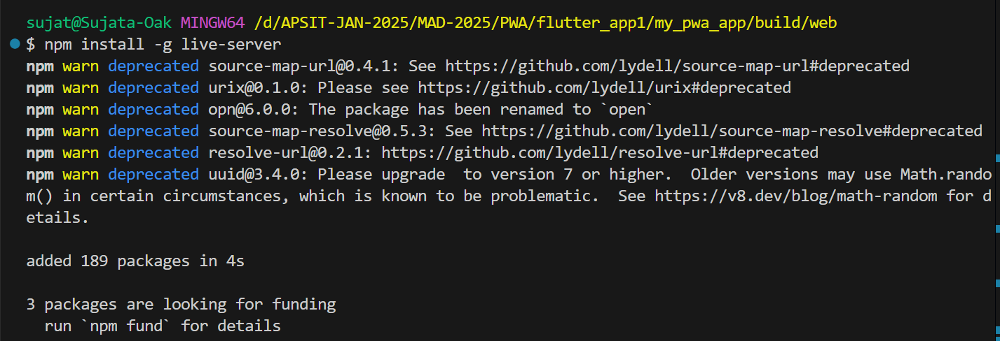 sujat@Sujata-Oak MINGW64 /d/APSIT-JAN-2025/MAD-2025/PWA/flutter_app1/my_pwa_app/build/web
$ npm install -g live-server
npm warn deprecated source-map-url@0.4.1: See https://github.com/lydell/source-map-url#deprecated
npm warn deprecated urix@0.1.0: Please see https://github.com/lydell/urix#deprecated
npm warn deprecated opn@6.0.0: The package has been renamed to `open`
npm warn deprecated source-map-resolve@0.5.3: See https://github.com/lydell/source-map-resolve#deprecated
npm warn deprecated resolve-url@0.2.1: https://github.com/lydell/resolve-url#deprecated
npm warn deprecated uuid@3.4.0: Please upgrade  to version 7 or higher.  Older versions may use Math.rando
m() in certain circumstances, which is known to be problematic.  See https://v8.dev/blog/math-random for d
etails.
added 189 packages in 4s
3 packages are looking for funding
  run `npm fund` for details